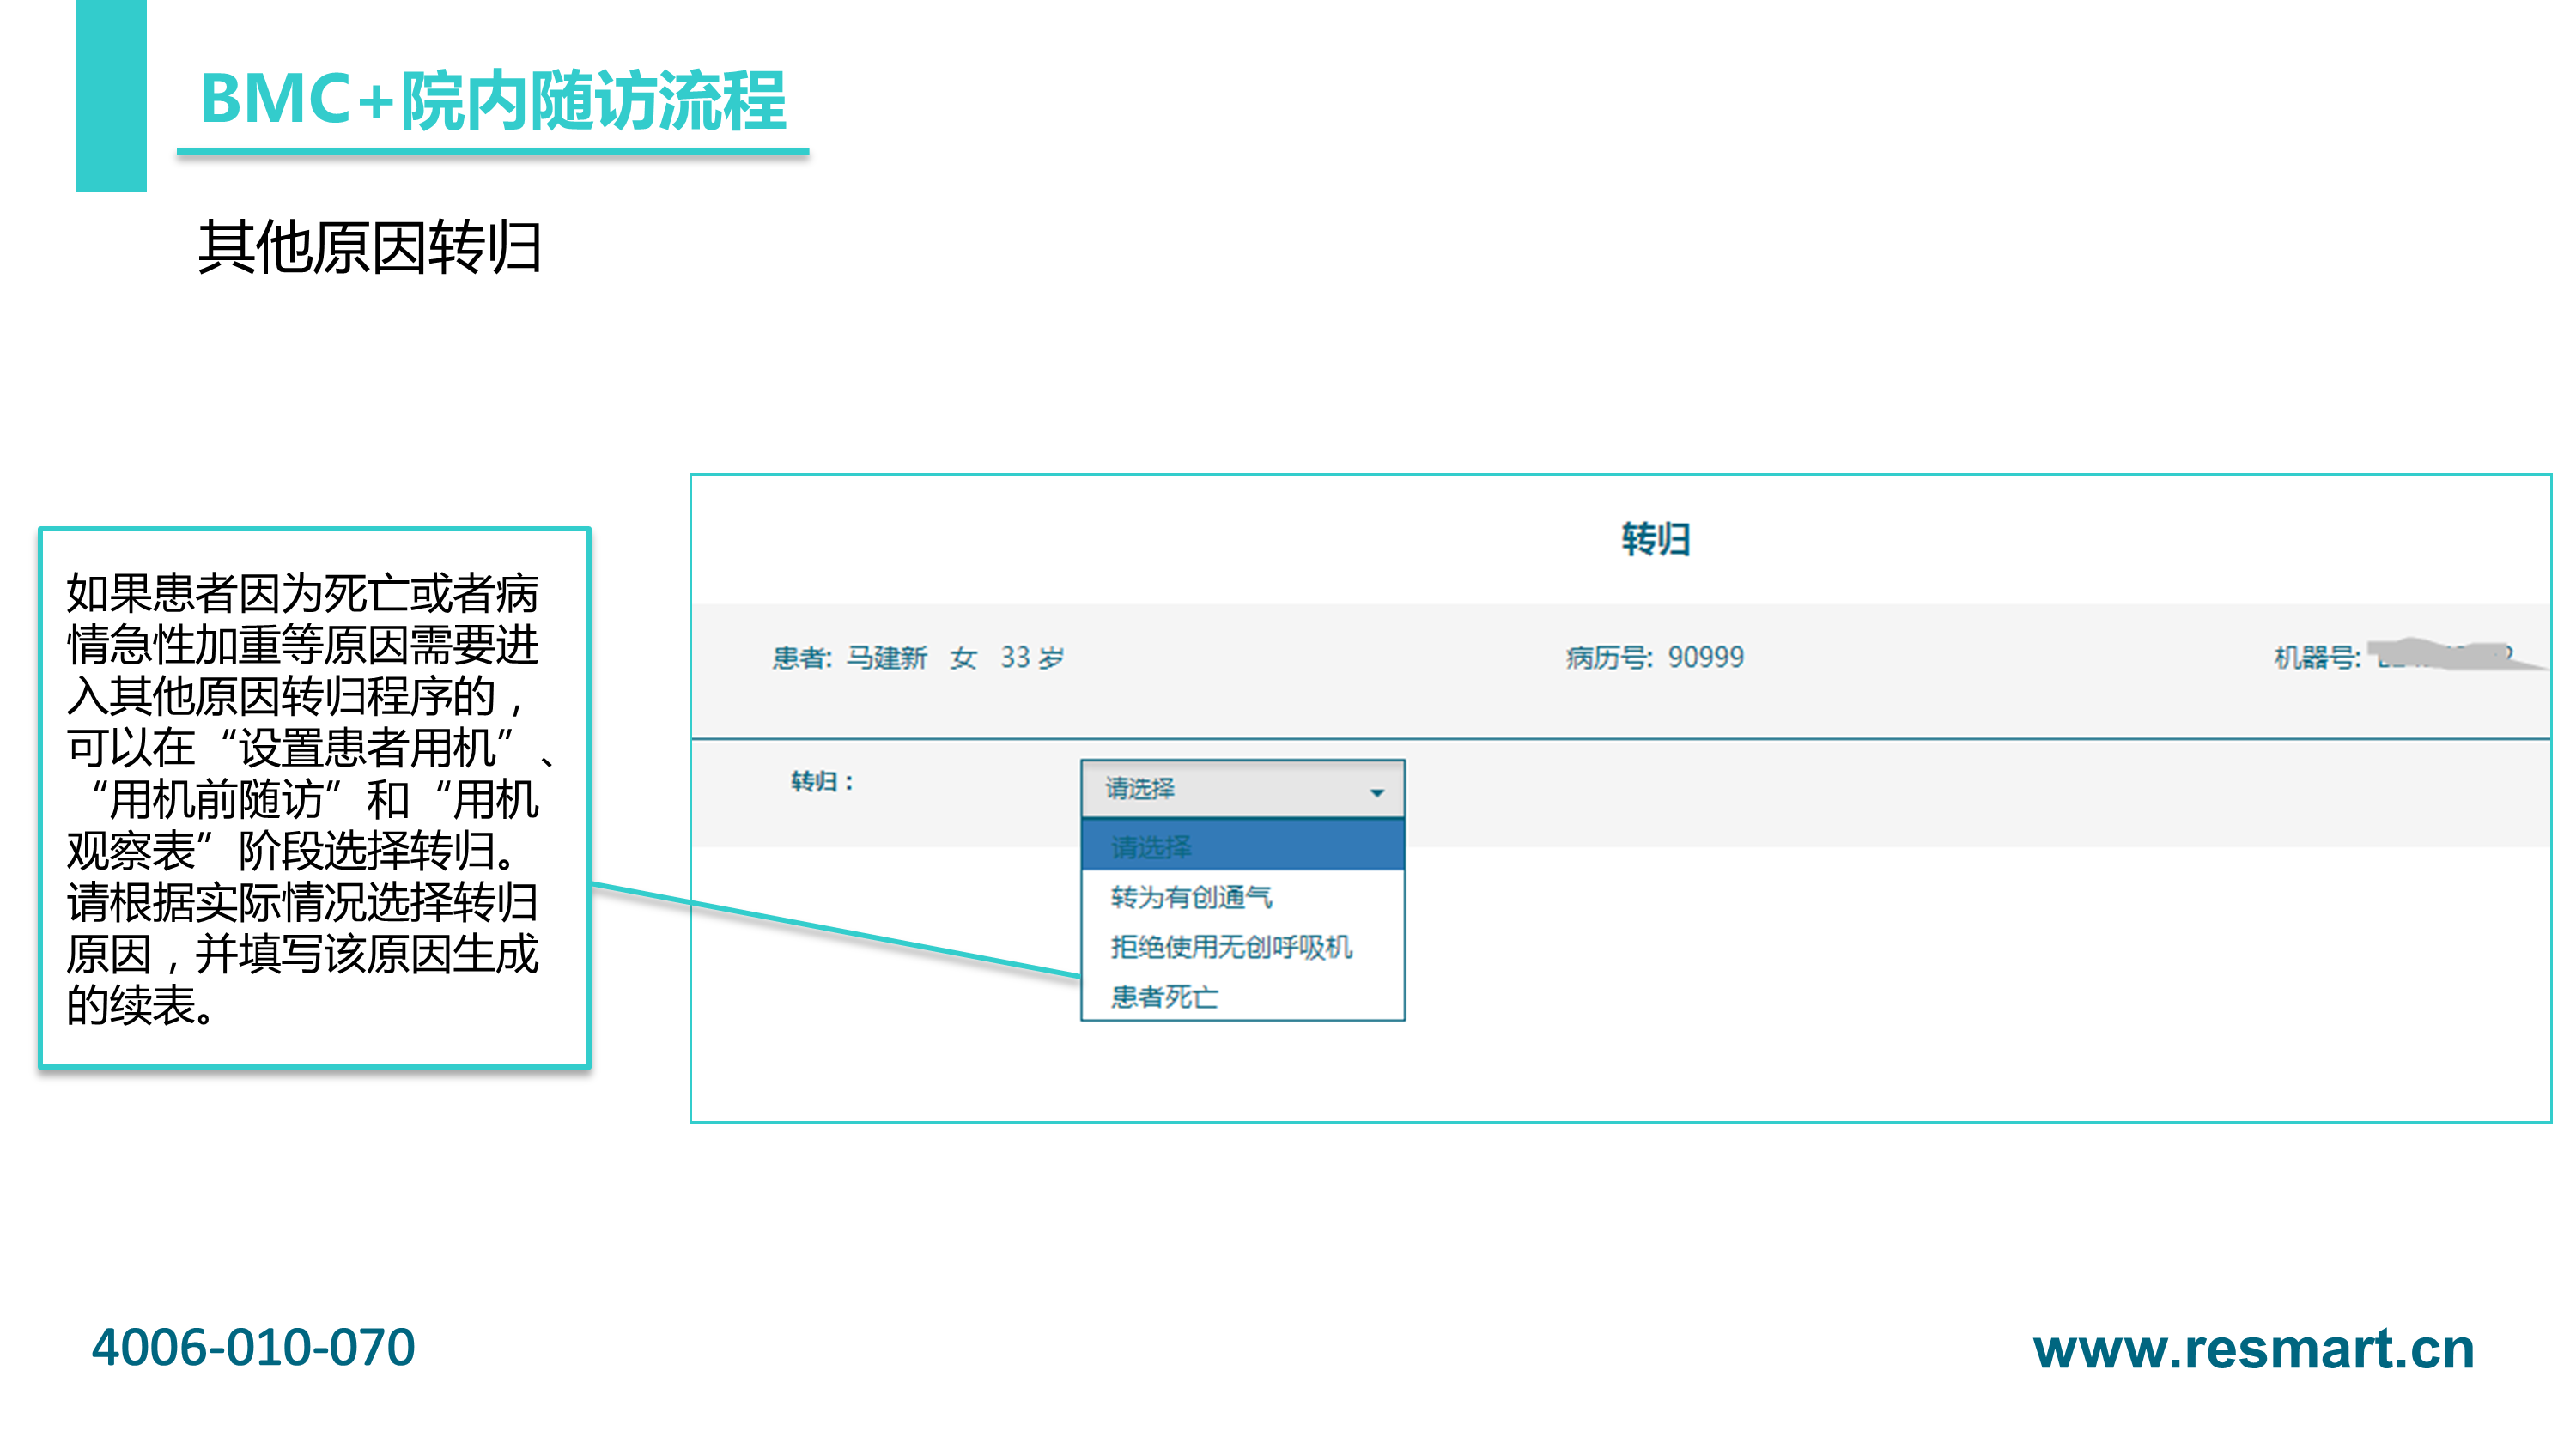 BMC+院内随访流程
其他原因转归
如果患者因为死亡或者病
情急性加重等原因需要进
入其他原因转归程序的，
可以在“设置患者用机”、
“用机前随访”和“用机
观察表”阶段选择转归。
请根据实际情况选择转归
原因，并填写该原因生成
的续表。
转归
患者: 马建新 女 33 岁 病历号: 90999 机器号:
转归：
请选择
请选择
转为有创通气
拒绝使用无创呼吸机
患者死亡
4006-010-070
www.resmart.cn